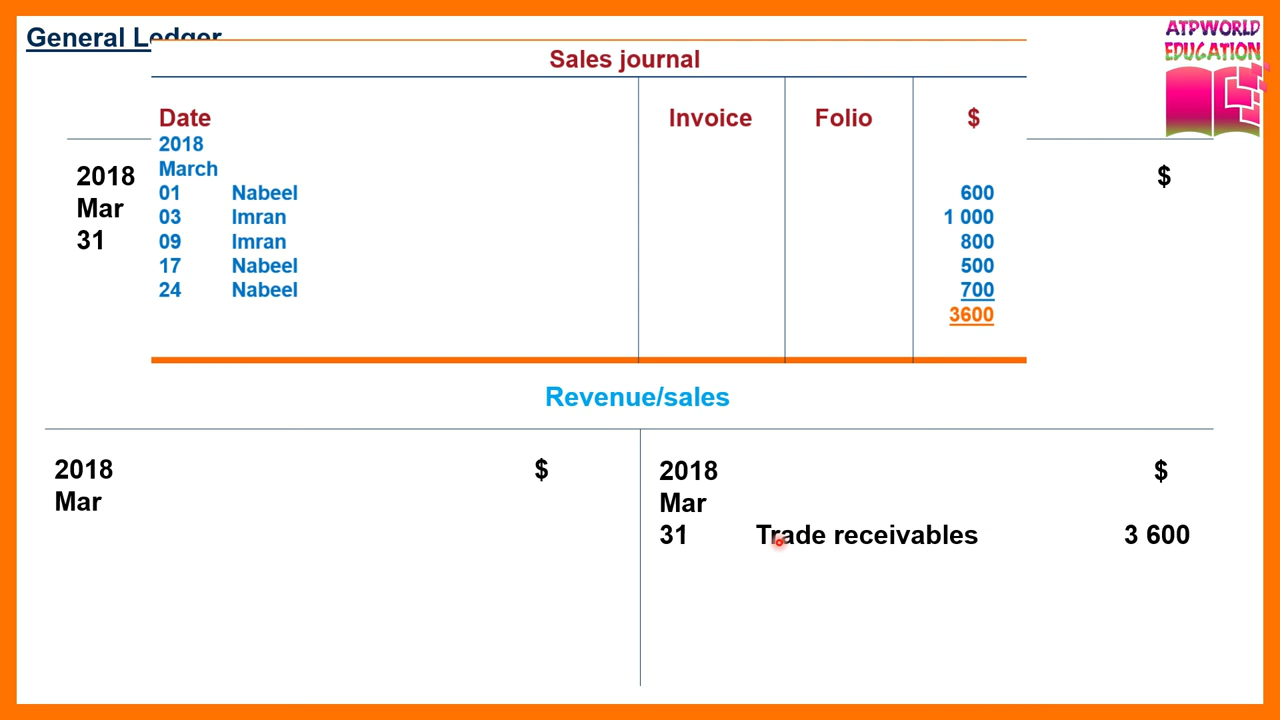 General Ledger
ATPWORLD
EDUCATION
Sales journal
Date Invoice Folio $
2018
March
01 Nabeel 600
03 Imran 1 000
09 Imran 800
17 Nabeel 500
24 Nabeel 700
3600
2018 $
Mar
31
Revenue/sales
2018 $ 2018 $
Mar Mar
31 Trade receivables 3 600